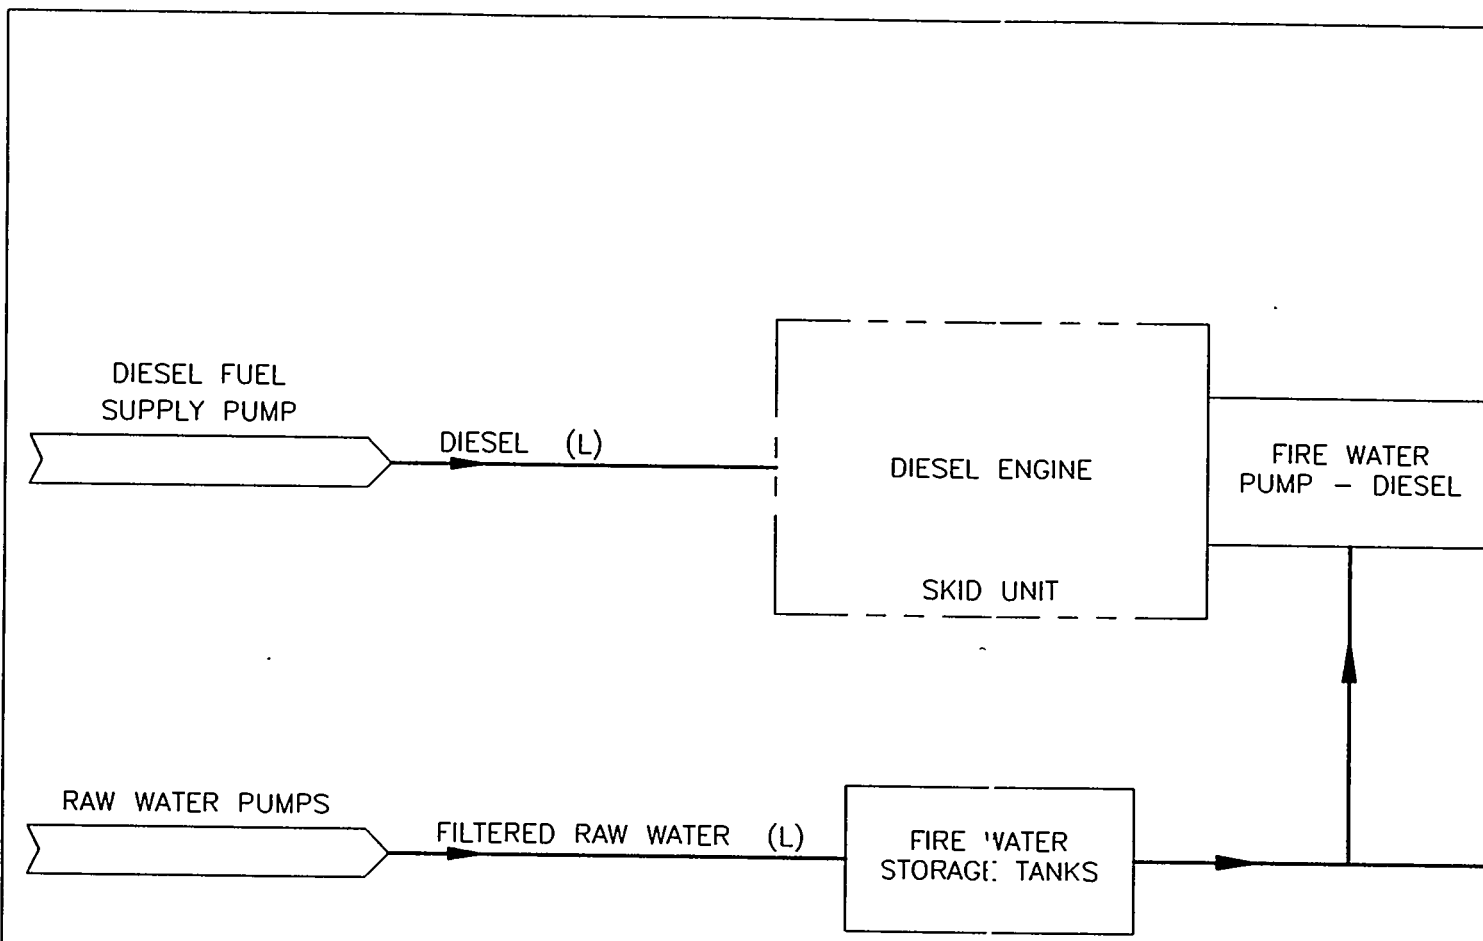 DIESEL FUEL
SUPPLY PUMP
DIESEL (L)
DIESEL ENGINE
SKID UNIT
FIRE WATER
PUMP – DIESEL
RAW WATER PUMPS
FILTERED RAW WATER (L)
FIRE WATER
STORAGE TANKS